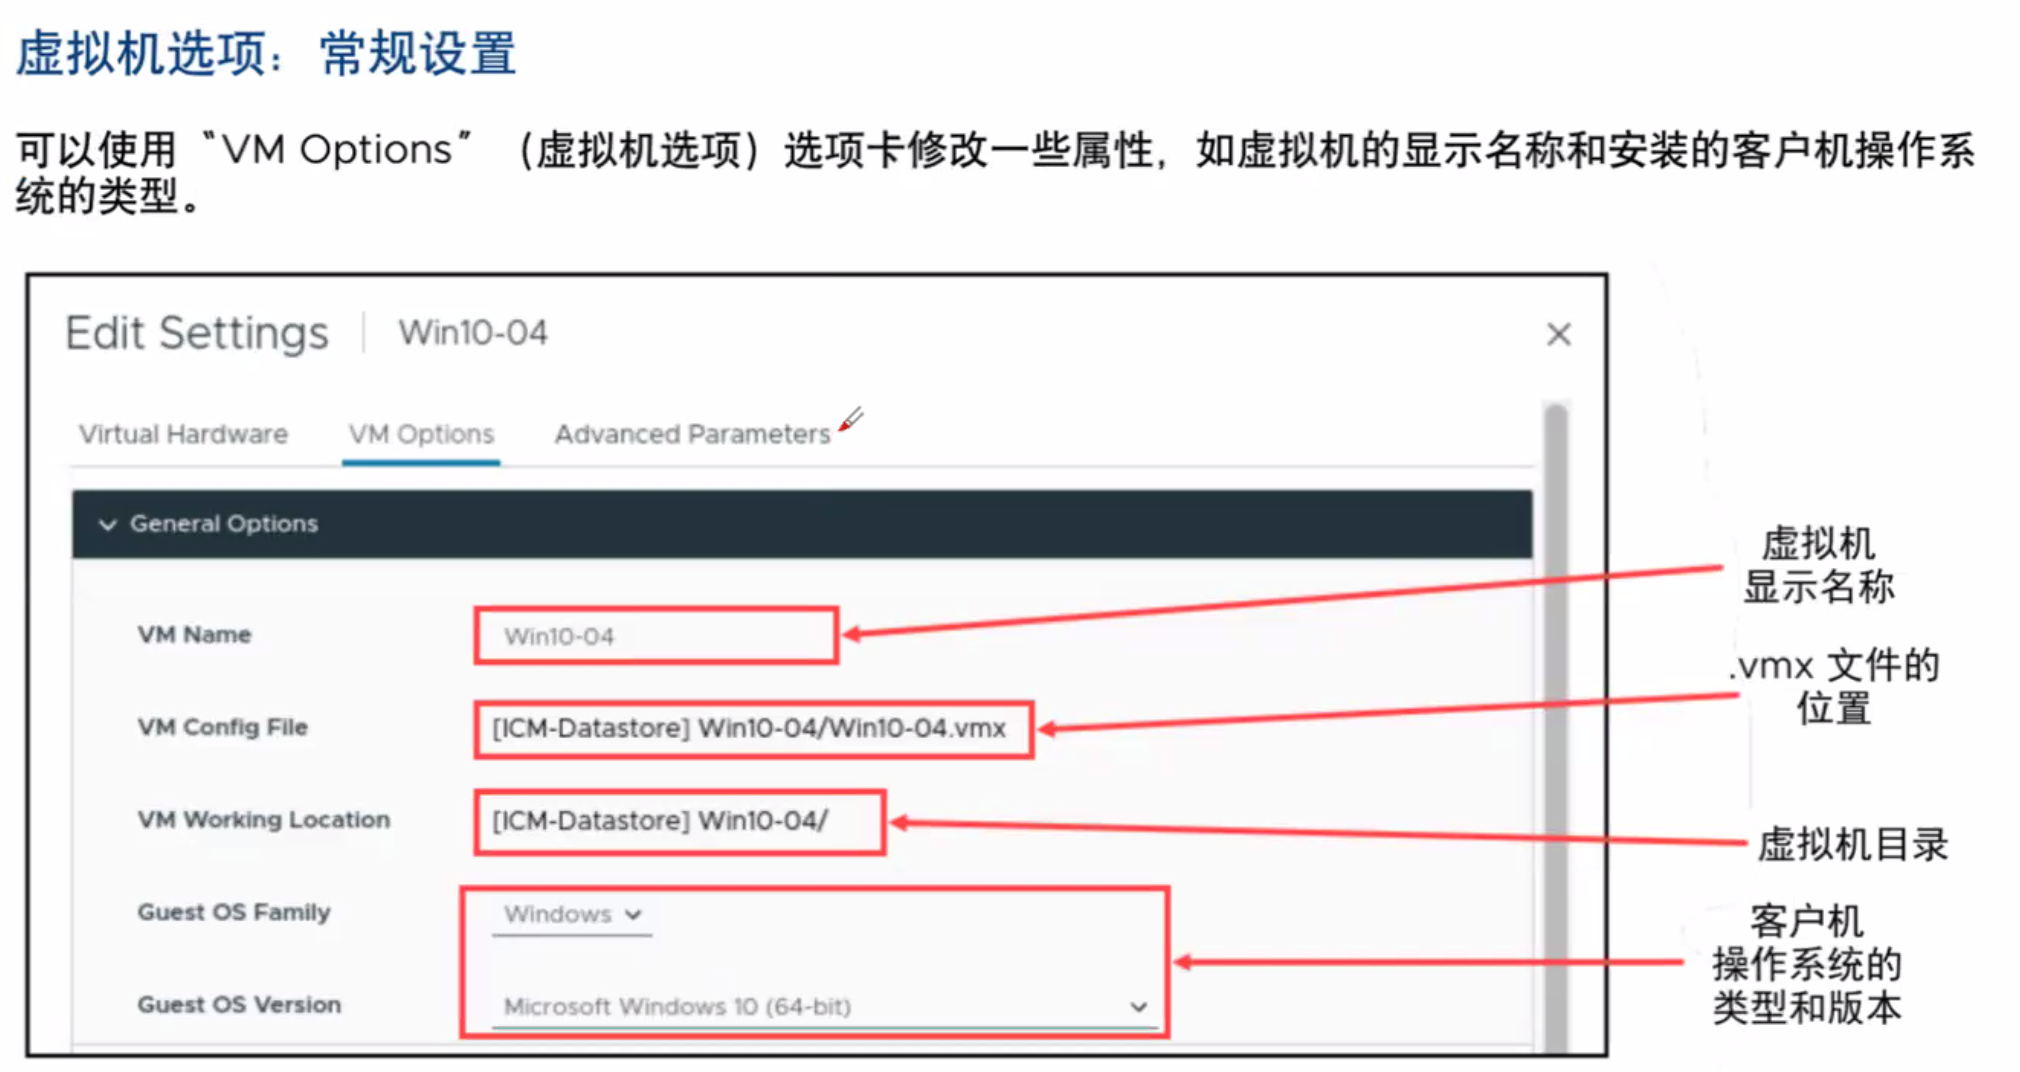 虚拟机选项：常规设置
可以使用“VM Options”（虚拟机选项）选项卡修改一些属性，如虚拟机的显示名称和安装的客户机操作系
统的类型。
Edit Settings | Win10-04
Virtual Hardware VM Options Advanced Parameters
General Options
虚拟机
显示名称
VM Name Win10-04
.vmx 文件的
位置
VM Config File [ICM-Datastore] Win10-04/Win10-04.vmx
VM Working Location [ICM-Datastore] Win10-04/
虚拟机目录
Guest OS Family Windows
客户机
操作系统的
类型和版本
Guest OS Version Microsoft Windows 10 (64-bit)